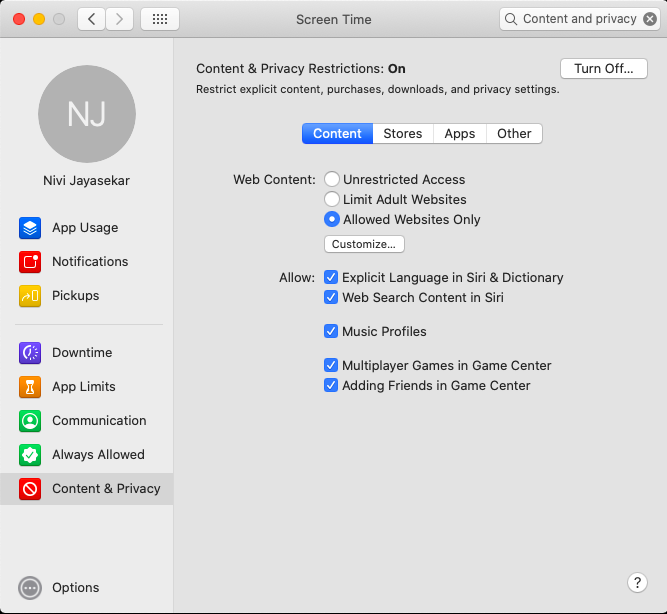 Screen Time
Content and privacy
NJ
Nivi Jayasekar
App Usage
Notifications
Pickups
Downtime
App Limits
Communication
Always Allowed
Content & Privacy
Options
Content & Privacy Restrictions: On
Turn Off...
Restrict explicit content, purchases, downloads, and privacy settings.
Content Stores Apps Other
Web Content: Unrestricted Access
Limit Adult Websites
Allowed Websites Only
Customize...
Allow: Explicit Language in Siri & Dictionary
Web Search Content in Siri
Music Profiles
Multiplayer Games in Game Center
Adding Friends in Game Center
?